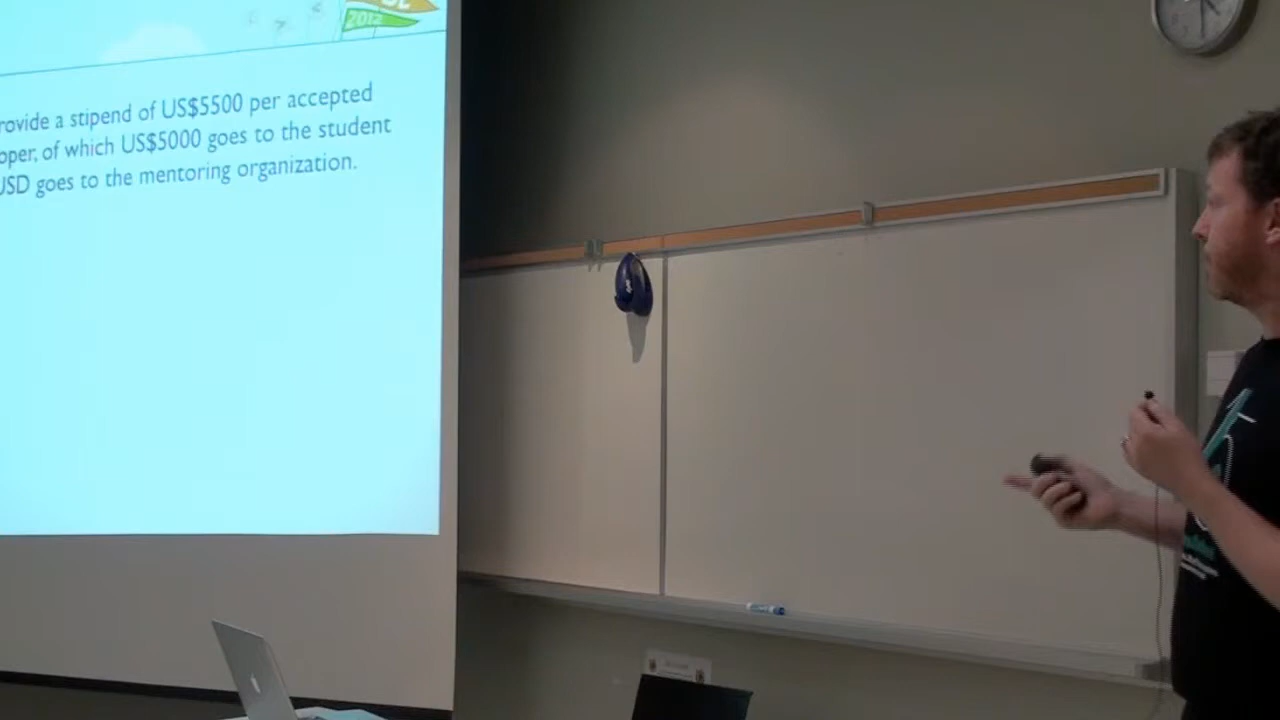 2012
rovide a stipend of US$5500 per accepted
oper, of which US$5000 goes to the student
USD goes to the mentoring organization.